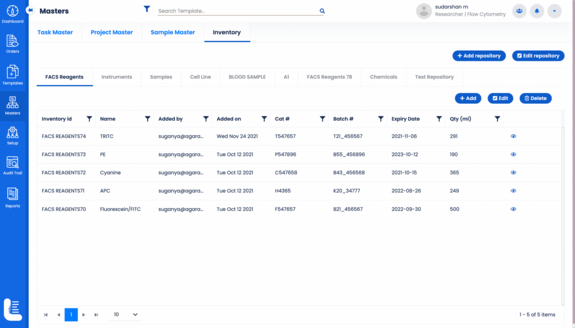 Masters
Search Template...
sudarshan m
Researcher / Flow Cytometry
Dashboard
Orders
Templates
Masters
Setup
Audit Trail
Reports
Task Master Project Master Sample Master Inventory
Add repository Edit repository
FACS Reagents Instruments Samples Cell Line BLOOD SAMPLE A1 FACS Reagents 78 Chemicals Test Repository
Add Edit Delete
Inventory id Name Added by Added on Cat # Batch # Expiry Date Qty (ml)
FACS REAGENTS74 TRITC suganya@agara... Wed Nov 24 2021 T547657 T21_456567 2021-11-06 291
FACS REAGENTS73 PE suganya@agara... Tue Oct 12 2021 P547896 855_456896 2023-10-12 190
FACS REAGENTS72 Cyanine suganya@agara... Tue Oct 12 2021 C547658 843_456568 2021-10-15 365
FACS REAGENTS71 APC suganya@agara... Tue Oct 12 2021 H4365 K20_34777 2022-08-26 249
FACS REAGENTS70 Fluorexcein/FITC suganya@agara... Tue Oct 12 2021 F547657 821_456567 2022-09-30 500
1 10 1 - 5 of 5 items